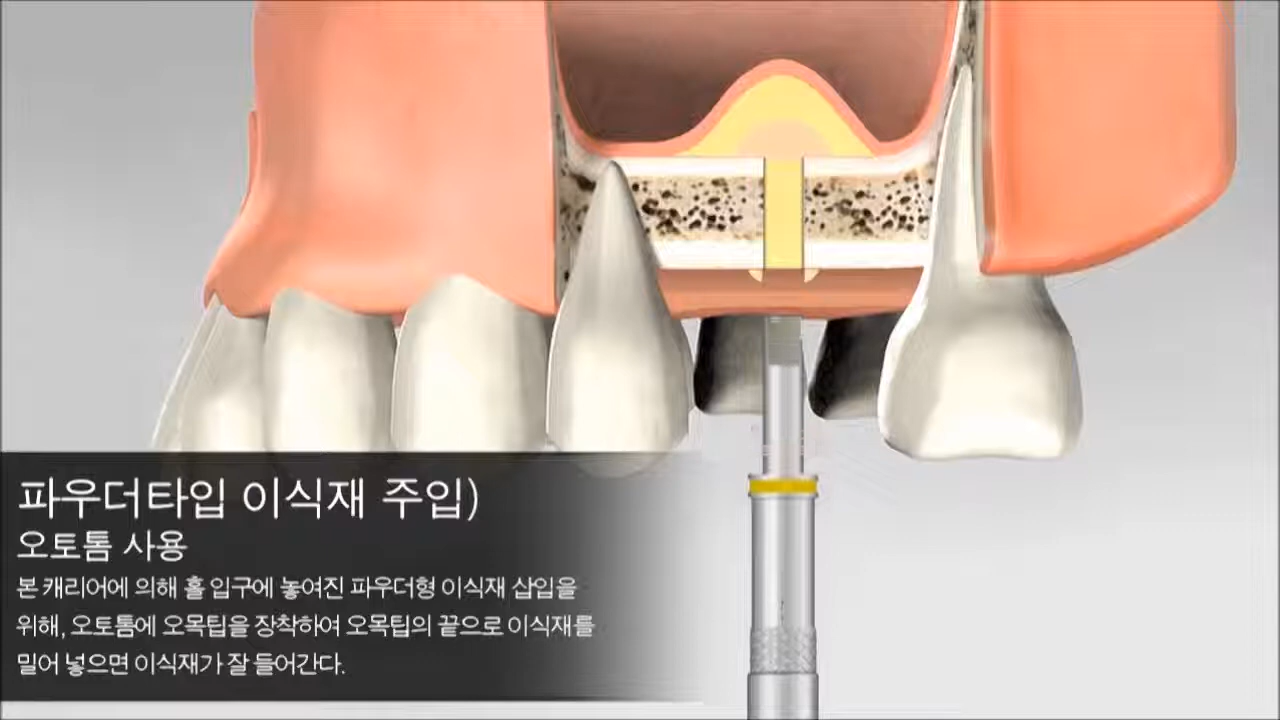 파우더타입 이식재 주입)
오토톰 사용
본 캐리어에 의해 홀 입구에 놓여진 파우더형 이식재 삽입을
위해, 오토톰에 오목팁을 장착하여 오목팁의 끝으로 이식재를
밀어 넣으면 이식재가 잘 들어간다.